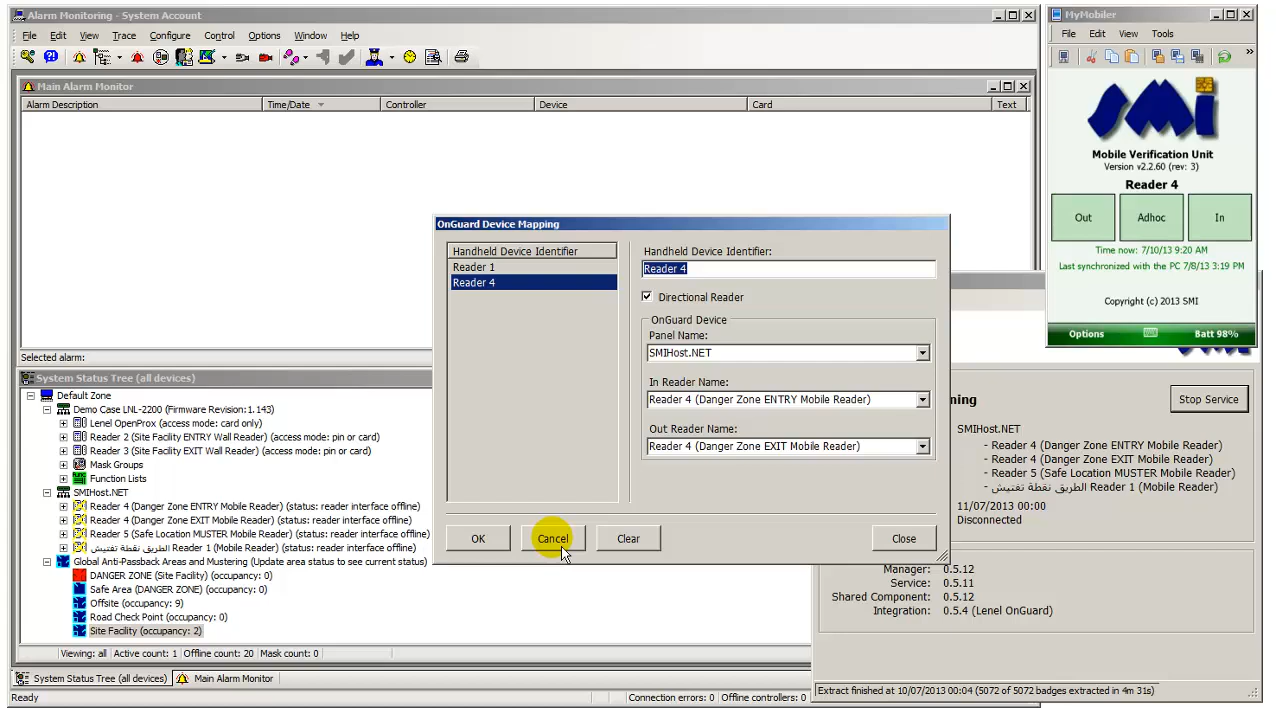 Alarm Monitoring - System Account
File Edit View Trace Configure Control Options Window Help
Main Alarm Monitor
Alarm Description Time/Date Controller Device Card Text
Selected alarm:
System Status Tree (all devices)
Default Zone
Demo Case LNL-2200 (Firmware Revision:1.143)
Lenel OpenProx (access mode: card only)
Reader 2 (Site Facility ENTRY Wall Reader) (access mode: pin or card)
Reader 3 (Site Facility EXIT Wall Reader) (access mode: pin or card)
Mask Groups
Function Lists
SMIHost.NET
Reader 4 (Danger Zone ENTRY Mobile Reader) (status: reader interface offline)
Reader 4 (Danger Zone EXIT Mobile Reader) (status: reader interface offline)
Reader 5 (Safe Location MUSTER Mobile Reader) (status: reader interface offline)
الطريق نقطة تفتيش Reader 1 (Mobile Reader) (status: reader interface offline)
Global Anti-Passback Areas and Mustering (Update area status to see current status)
DANGER ZONE (Site Facility) (occupancy: 0)
Safe Area (DANGER ZONE) (occupancy: 0)
Offsite (occupancy: 9)
Road Check Point (occupancy: 0)
Site Facility (occupancy: 2)
Viewing: all Active count: 1 Offline count: 20 Mask count: 0
System Status Tree (all devices) Main Alarm Monitor
Ready Connection errors: 0 Offline controllers: 0
OnGuard Device Mapping
Handheld Device Identifier
Reader 1
Reader 4
Handheld Device Identifier:
Reader 4
Directional Reader
OnGuard Device
Panel Name:
SMIHost.NET
In Reader Name:
Reader 4 (Danger Zone ENTRY Mobile Reader)
Out Reader Name:
Reader 4 (Danger Zone EXIT Mobile Reader)
OK Cancel Clear Close
MyMobiler
File Edit View Tools
SMI
Mobile Verification Unit
Version v2.2.60 (rev: 3)
Reader 4
Out Adhoc In
Time now: 7/10/13 9:20 AM
Last synchronized with the PC 7/8/13 3:19 PM
Copyright (c) 2013 SMI
Options Batt 98%
Stop Service
SMIHost.NET
- Reader 4 (Danger Zone ENTRY Mobile Reader)
- Reader 4 (Danger Zone EXIT Mobile Reader)
- Reader 5 (Safe Location MUSTER Mobile Reader)
- الطريق نقطة تفتيش Reader 1 (Mobile Reader)
11/07/2013 00:00
Disconnected
Manager: 0.5.12
Service: 0.5.11
Shared Component: 0.5.12
Integration: 0.5.4 (Lenel OnGuard)
Extract finished at 10/07/2013 00:04 (5072 of 5072 badges extracted in 4m 31s)